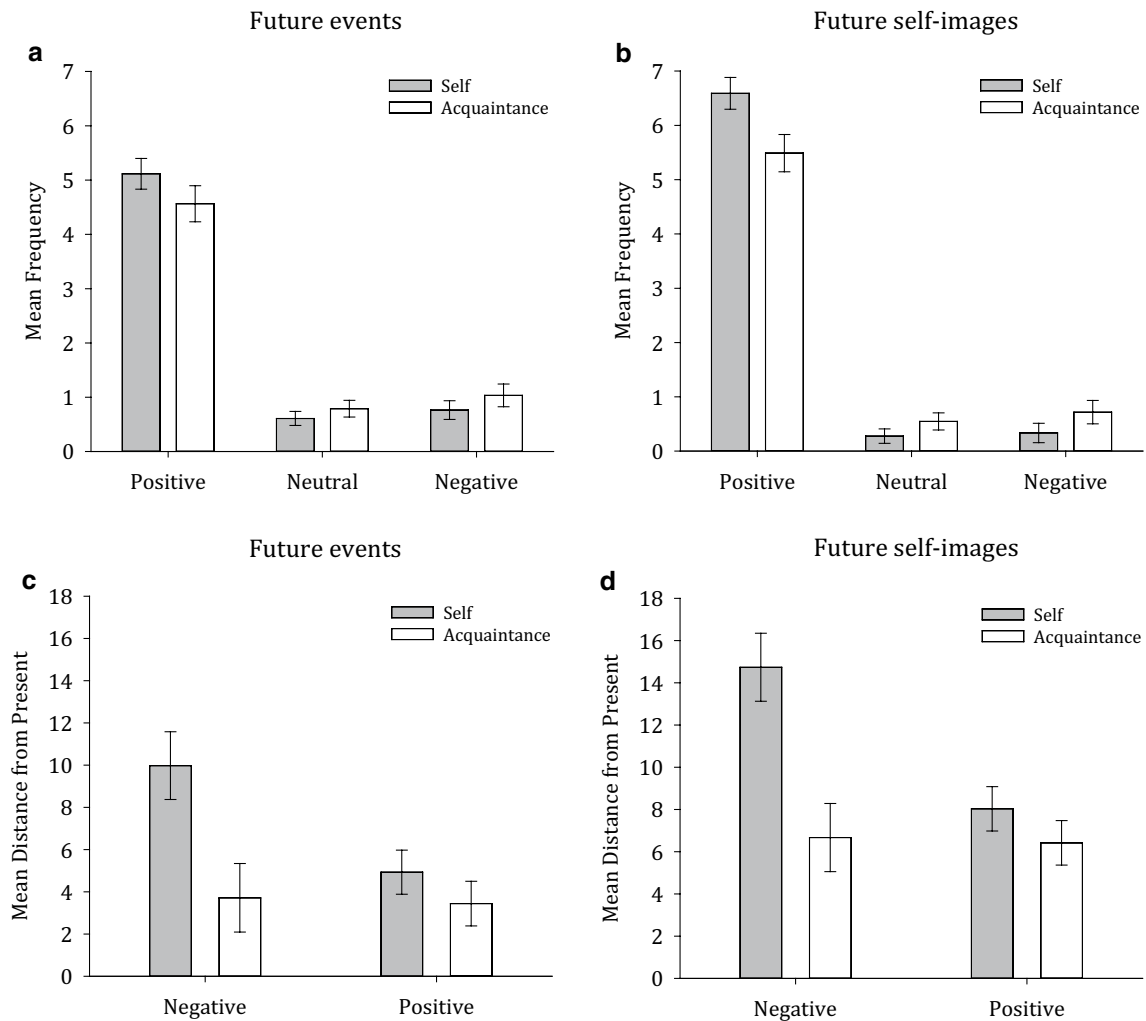 Future events
a
Self
Acquaintance
Mean Frequency
7
6
5
4
3
2
1
0
Positive Neutral Negative
Future self-images
b
Self
Acquaintance
Mean Frequency
7
6
5
4
3
2
1
0
Positive Neutral Negative
Future events
c
Self
Acquaintance
Mean Distance from Present
18
16
14
12
10
8
6
4
2
0
Negative Positive
Future self-images
d
Self
Acquaintance
Mean Distance from Present
18
16
14
12
10
8
6
4
2
0
Negative Positive